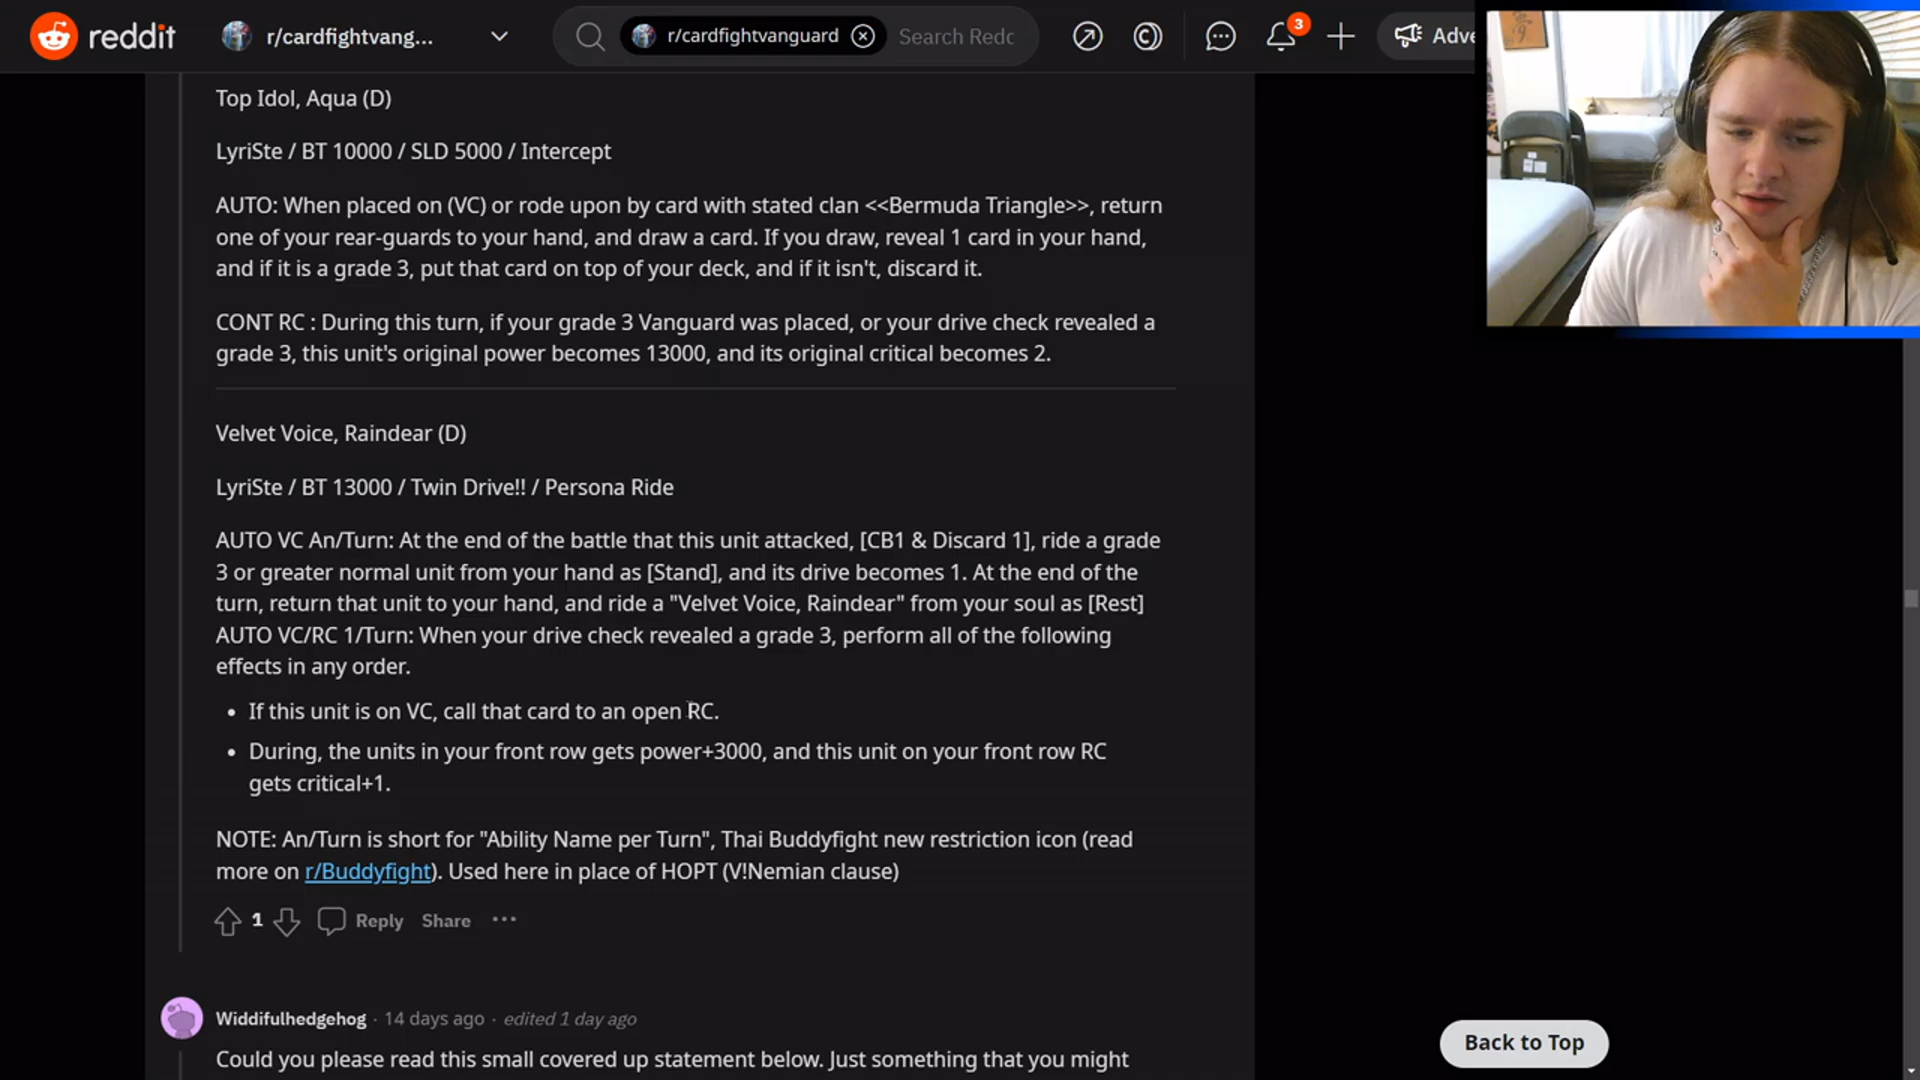 reddit
r/cardfightvang...
r/cardfightvanguard
Search Redc
3
Adve
Top Idol, Aqua (D)
LyriSte / BT 10000 / SLD 5000 / Intercept
AUTO: When placed on (VC) or rode upon by card with stated clan <<Bermuda Triangle>>, return
one of your rear-guards to your hand, and draw a card. If you draw, reveal 1 card in your hand,
and if it is a grade 3, put that card on top of your deck, and if it isn't, discard it.
CONT RC : During this turn, if your grade 3 Vanguard was placed, or your drive check revealed a
grade 3, this unit's original power becomes 13000, and its original critical becomes 2.
Velvet Voice, Raindear (D)
LyriSte / BT 13000 / Twin Drive!! / Persona Ride
AUTO VC An/Turn: At the end of the battle that this unit attacked, [CB1 & Discard 1], ride a grade
3 or greater normal unit from your hand as [Stand], and its drive becomes 1. At the end of the
turn, return that unit to your hand, and ride a "Velvet Voice, Raindear" from your soul as [Rest]
AUTO VC/RC 1/Turn: When your drive check revealed a grade 3, perform all of the following
effects in any order.
• If this unit is on VC, call that card to an open RC.
• During, the units in your front row gets power+3000, and this unit on your front row RC
gets critical+1.
NOTE: An/Turn is short for "Ability Name per Turn", Thai Buddyfight new restriction icon (read
more on r/Buddyfight). Used here in place of HOPT (V!Nemian clause)
1 Reply Share ...
Widdifulhedgehog · 14 days ago · edited 1 day ago
Could you please read this small covered up statement below. Just something that you might
Back to Top